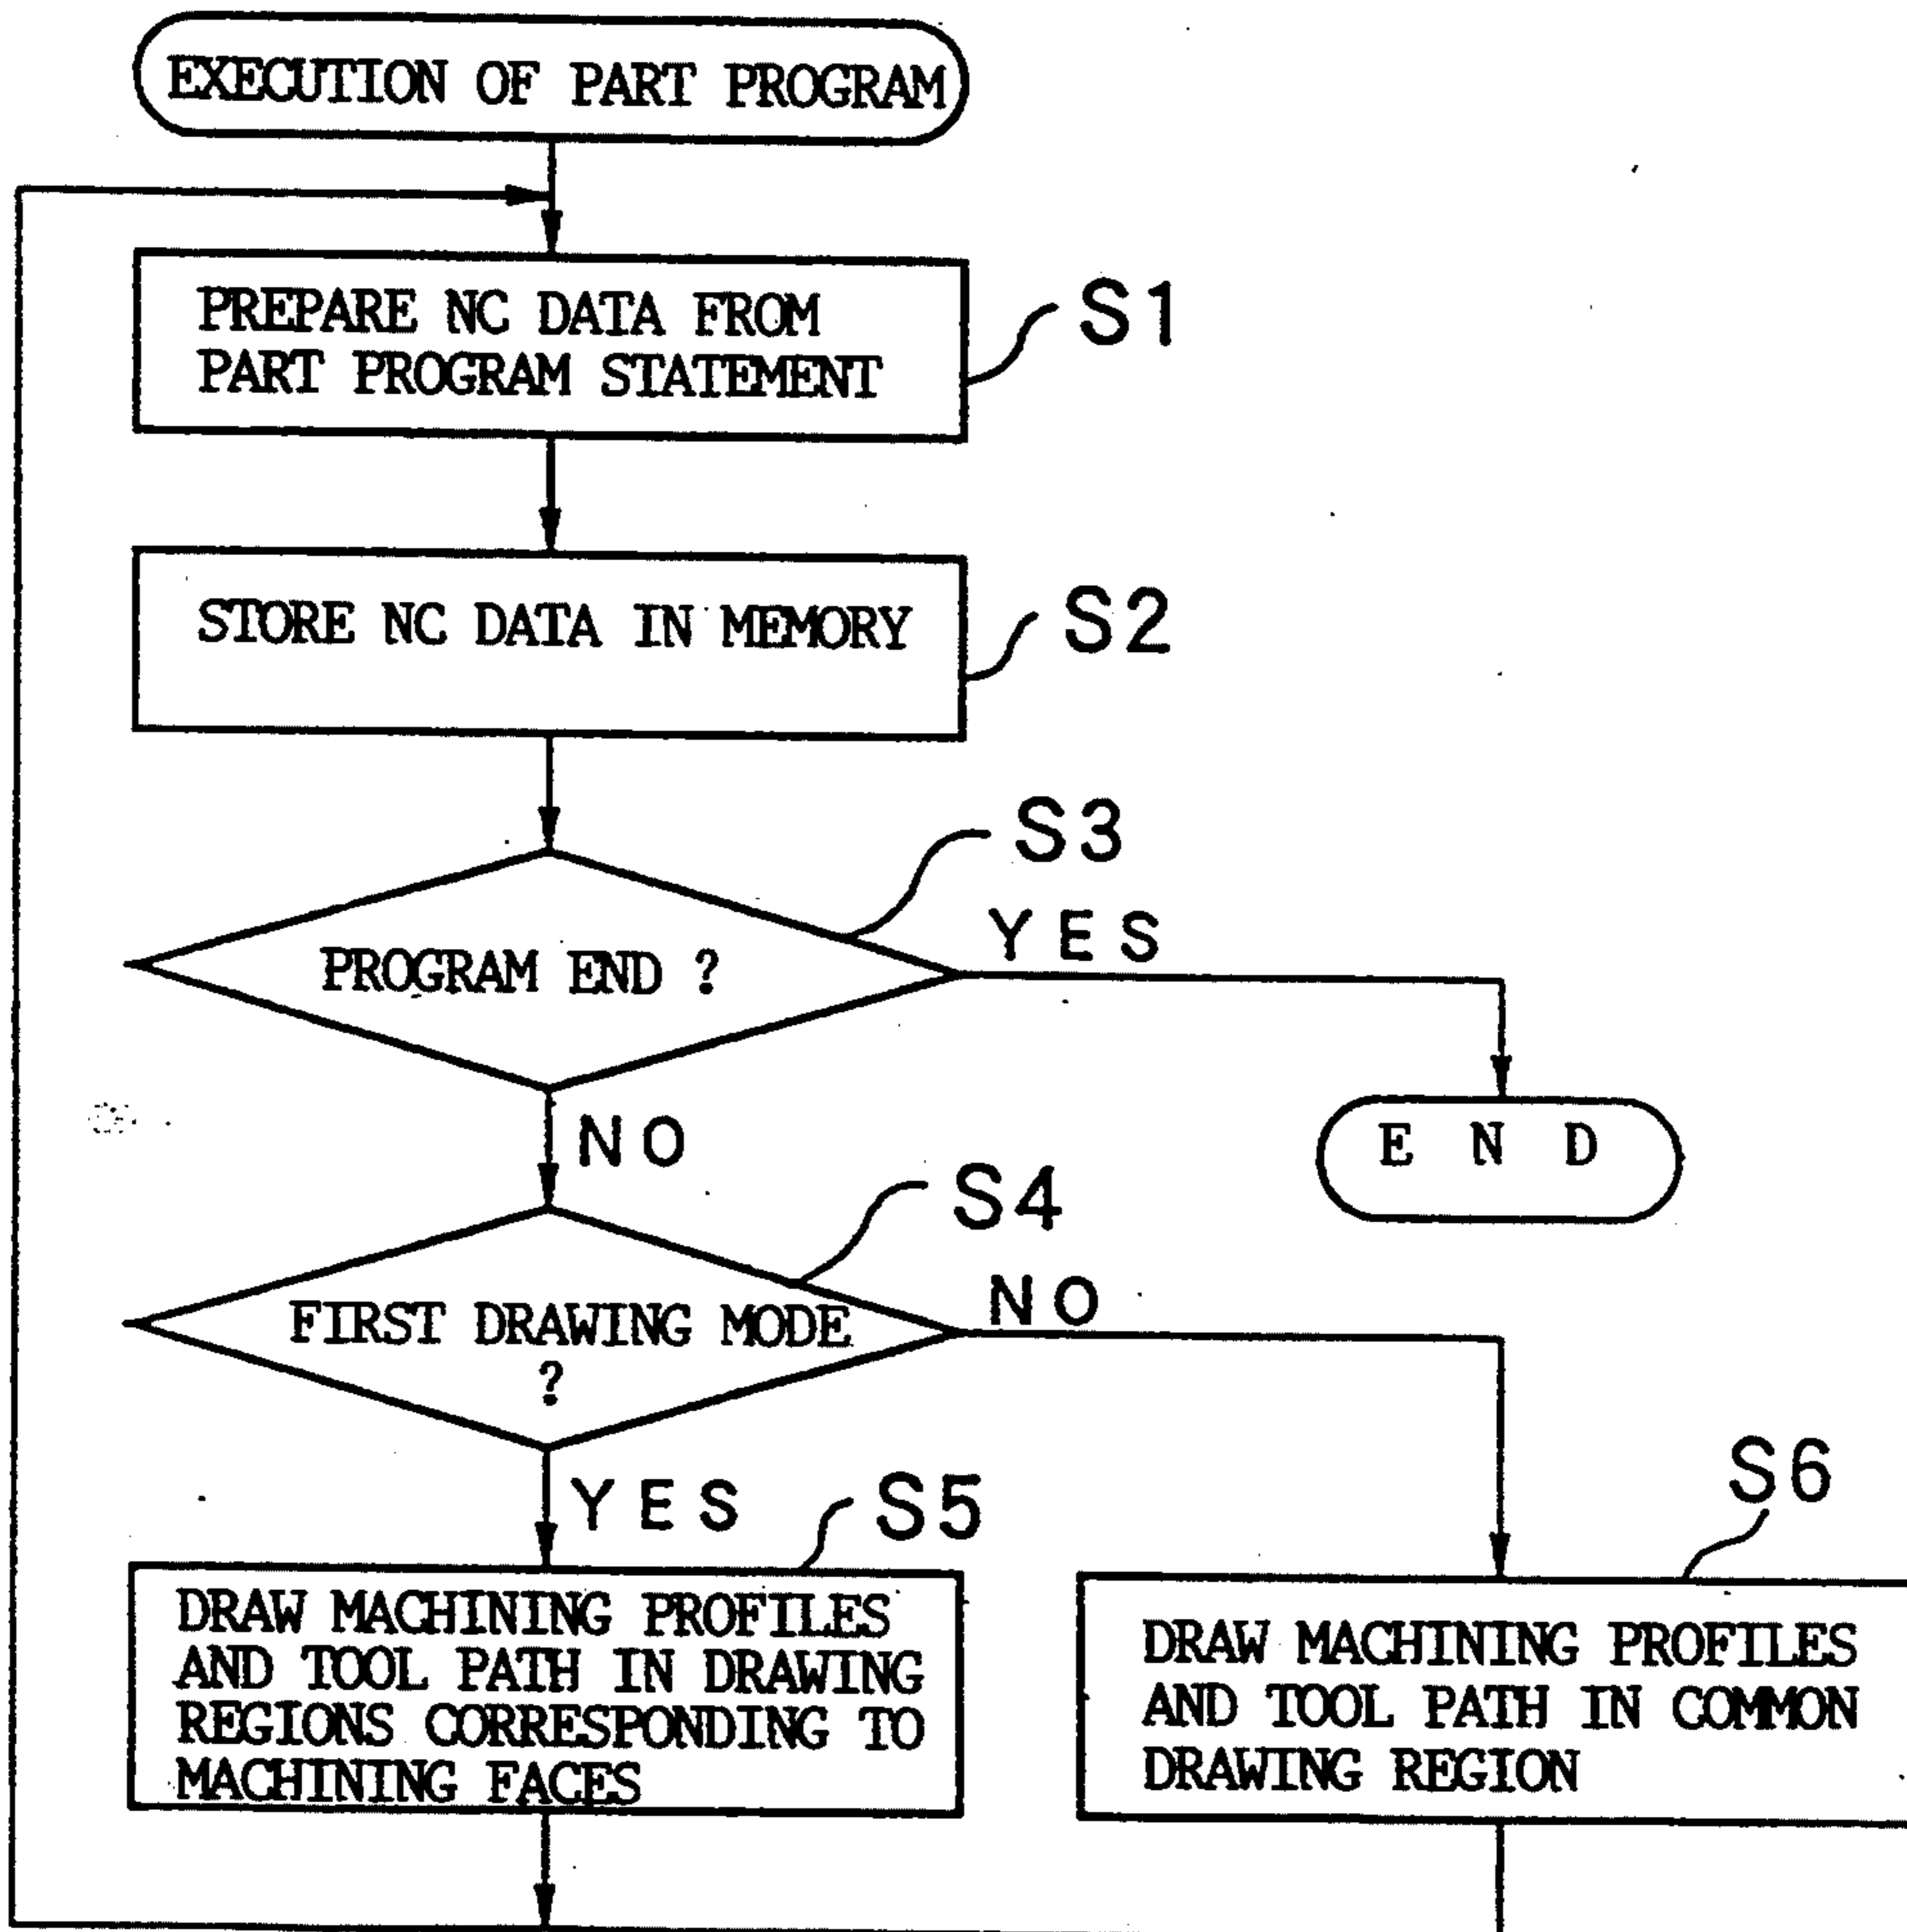 EXECUTION OF PART PROGRAM
PREPARE NC DATA FROM
PART PROGRAM STATEMENT
S1
STORE NC DATA IN MEMORY
S2
S3
PROGRAM END ?
YES
END
NO
S4
FIRST DRAWING MODE
?
NO
YES
S5
S6
DRAW MACHINING PROFILES
AND TOOL PATH IN DRAWING
REGIONS CORRESPONDING TO
MACHINING FACES
DRAW MACHINING PROFILES
AND TOOL PATH IN COMMON
DRAWING REGION